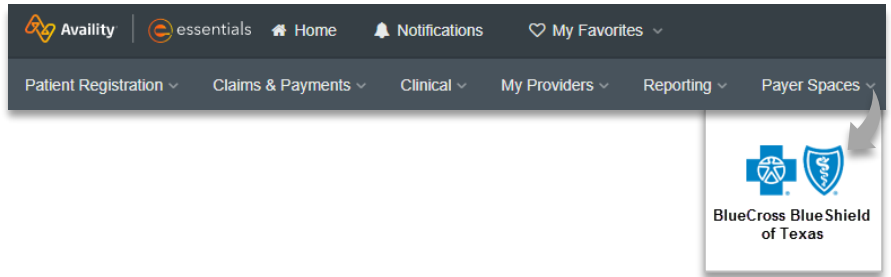 Availity essentials Home Notifications My Favorites
Patient Registration Claims & Payments Clinical My Providers Reporting Payer Spaces
BlueCross BlueShield
of Texas